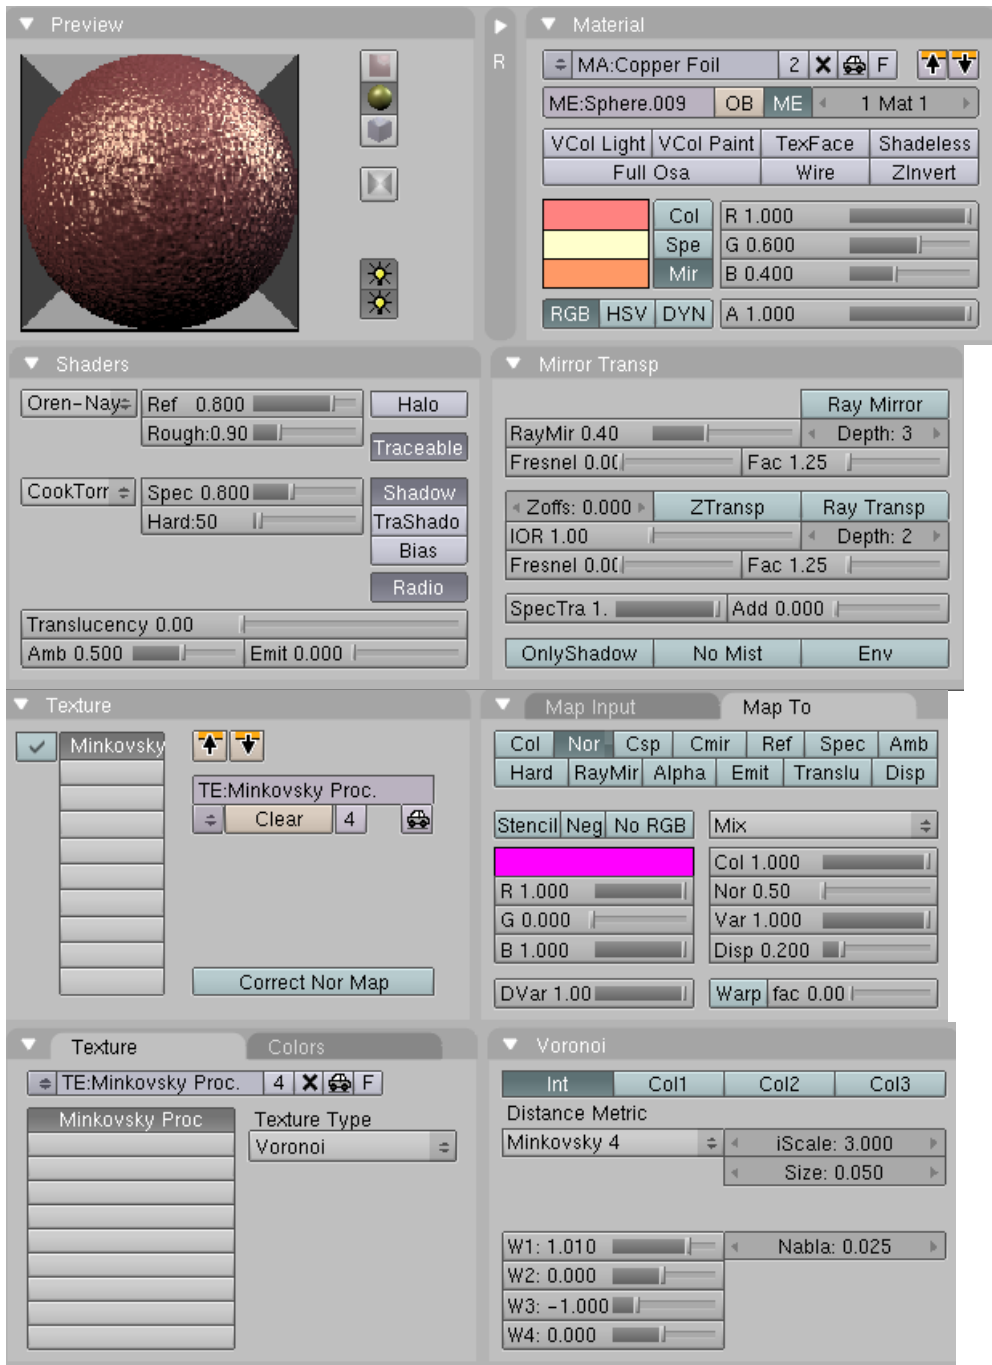 Preview
R
Material
MA:Copper Foil 2 F
ME:Sphere.009 OB ME 1 Mat 1
VCol Light VCol Paint TexFace Shadeless
Full Osa Wire ZInvert
Col R 1.000
Spe G 0.600
Mir B 0.400
RGB HSV DYN A 1.000
Shaders
Oren-Nay Ref 0.800 Halo
Rough:0.90
Traceable
CookTorr Spec 0.800 Shadow
Hard:50 TraShado
Bias
Radio
Translucency 0.00
Amb 0.500 Emit 0.000
Mirror Transp
Ray Mirror
RayMir 0.40 Depth: 3
Fresnel 0.0( Fac 1.25
Zoffs: 0.000 ZTransp Ray Transp
IOR 1.00 Depth: 2
Fresnel 0.0( Fac 1.25
SpecTra 1. Add 0.000
OnlyShadow No Mist Env
Texture
Minkovsky
TE:Minkovsky Proc.
Clear 4
Correct Nor Map
Map Input Map To
Col Nor Csp Cmir Ref Spec Amb
Hard RayMir Alpha Emit Translu Disp
Stencil Neg No RGB Mix
Col 1.000
R 1.000 Nor 0.50
G 0.000 Var 1.000
B 1.000 Disp 0.200
DVar 1.00 Warp fac 0.00
Texture Colors
TE:Minkovsky Proc. 4 F
Minkovsky Proc Texture Type
Voronoi
Voronoi
Int Col1 Col2 Col3
Distance Metric
Minkovsky 4 iScale: 3.000
Size: 0.050
W1: 1.010 Nabla: 0.025
W2: 0.000
W3: -1.000
W4: 0.000